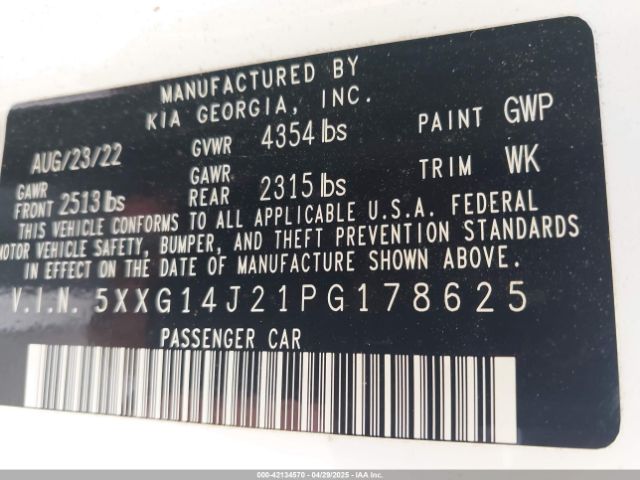 MANUFACTURED BY
KIA GEORGIA, INC.
AUG/23/22 GVWR 4354 lbs PAINT GWP
GAWR FRONT 2513 lbs GAWR REAR 2315 lbs TRIM WK
THIS VEHICLE CONFORMS TO ALL APPLICABLE U.S.A. FEDERAL
MOTOR VEHICLE SAFETY, BUMPER, AND THEFT PREVENTION STANDARDS
IN EFFECT ON THE DATE OF MANUFACTURE SHOWN ABOVE.
V.I.N. 5XXG14J21PG178625
PASSENGER CAR
000-42134570 - 04/29/2025 - IAAI.com